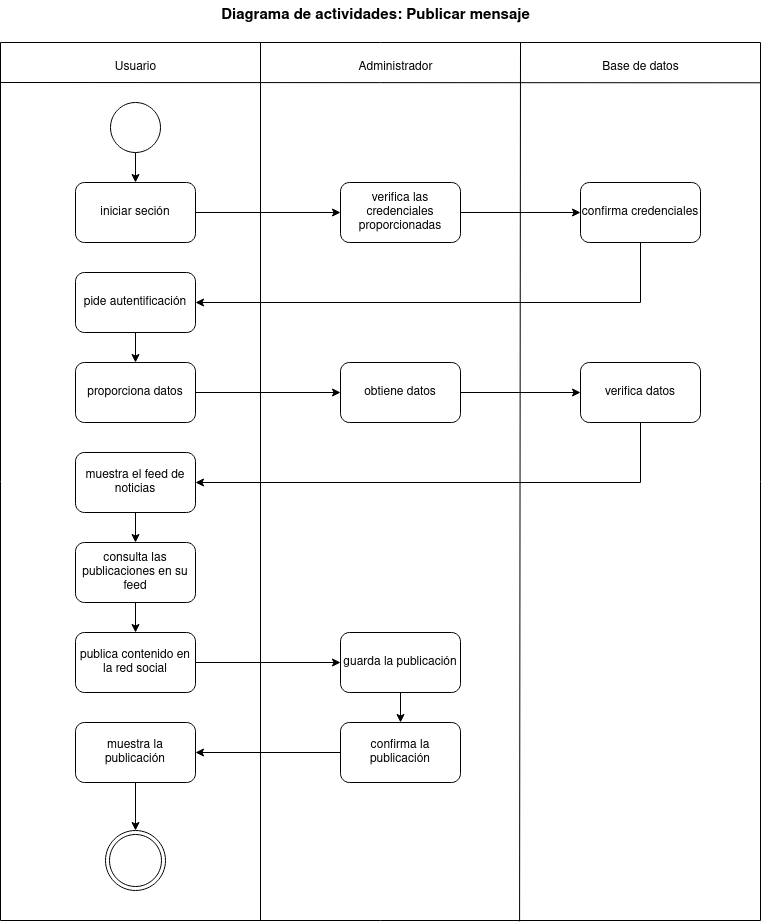 Diagrama de actividades: Publicar mensaje
Usuario
Administrador
Base de datos
iniciar seción
verifica las
credenciales
proporcionadas
confirma credenciales
pide autentificación
proporciona datos
obtiene datos
verifica datos
muestra el feed de
noticias
consulta las
publicaciones en su
feed
publica contenido en
la red social
guarda la publicación
muestra la
publicación
confirma la
publicación